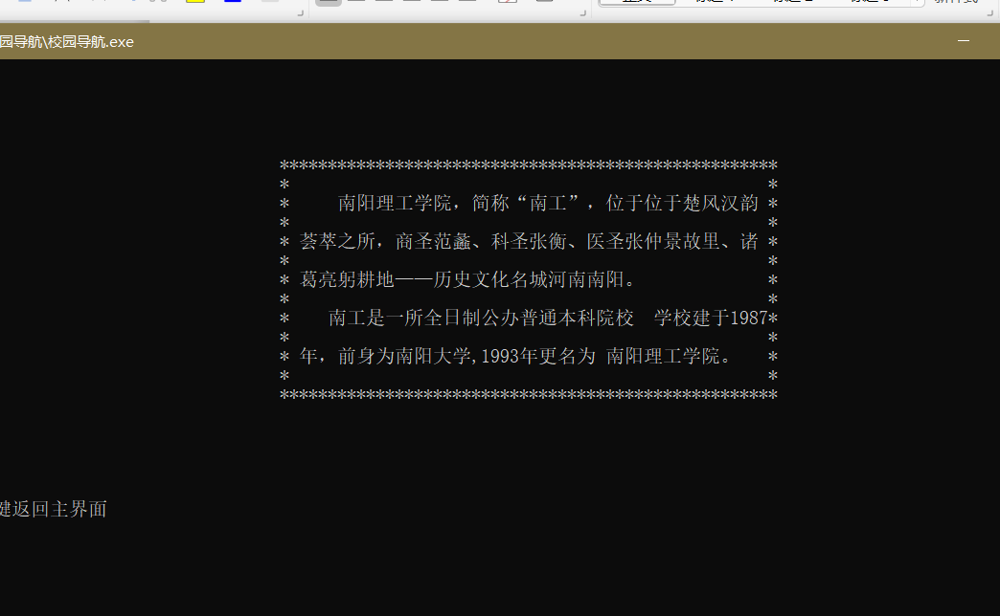 园导航\校园导航.exe
****************************************************
* *
* 南阳理工学院，简称“南工”，位于位于楚风汉韵 *
* *
* 荟萃之所，商圣范蠡、科圣张衡、医圣张仲景故里、诸 *
* *
* 葛亮躬耕地——历史文化名城河南南阳。 *
* *
* 南工是一所全日制公办普通本科院校 学校建于1987*
* *
* 年，前身为南阳大学,1993年更名为 南阳理工学院。 *
* *
****************************************************
键返回主界面